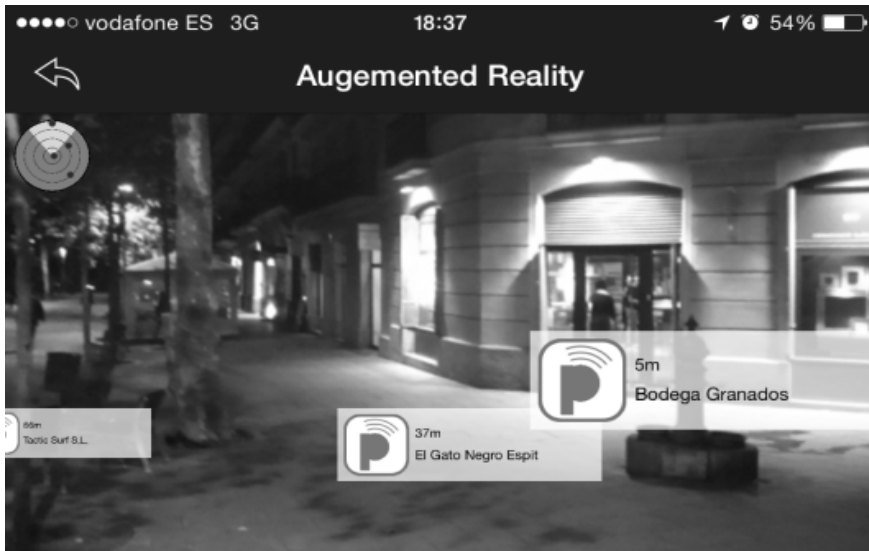 vodafone ES 3G
18:37
54%
Augemented Reality
5m
Bodega Granados
37m
El Gato Negro Espit
66m
Tactic Surf S.L.